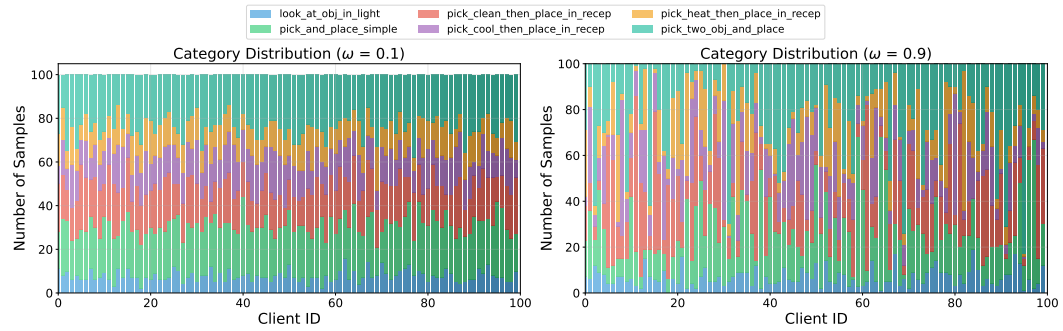 look_at_obj_in_light pick_clean_then_place_in_recep pick_heat_then_place_in_recep
pick_and_place_simple pick_cool_then_place_in_recep pick_two_obj_and_place
Category Distribution (ω = 0.1) Category Distribution (ω = 0.9)
Number of Samples
100
80
60
40
20
0
0 20 40 60 80 100
Client ID
Number of Samples
100
80
60
40
20
0
0 20 40 60 80 100
Client ID